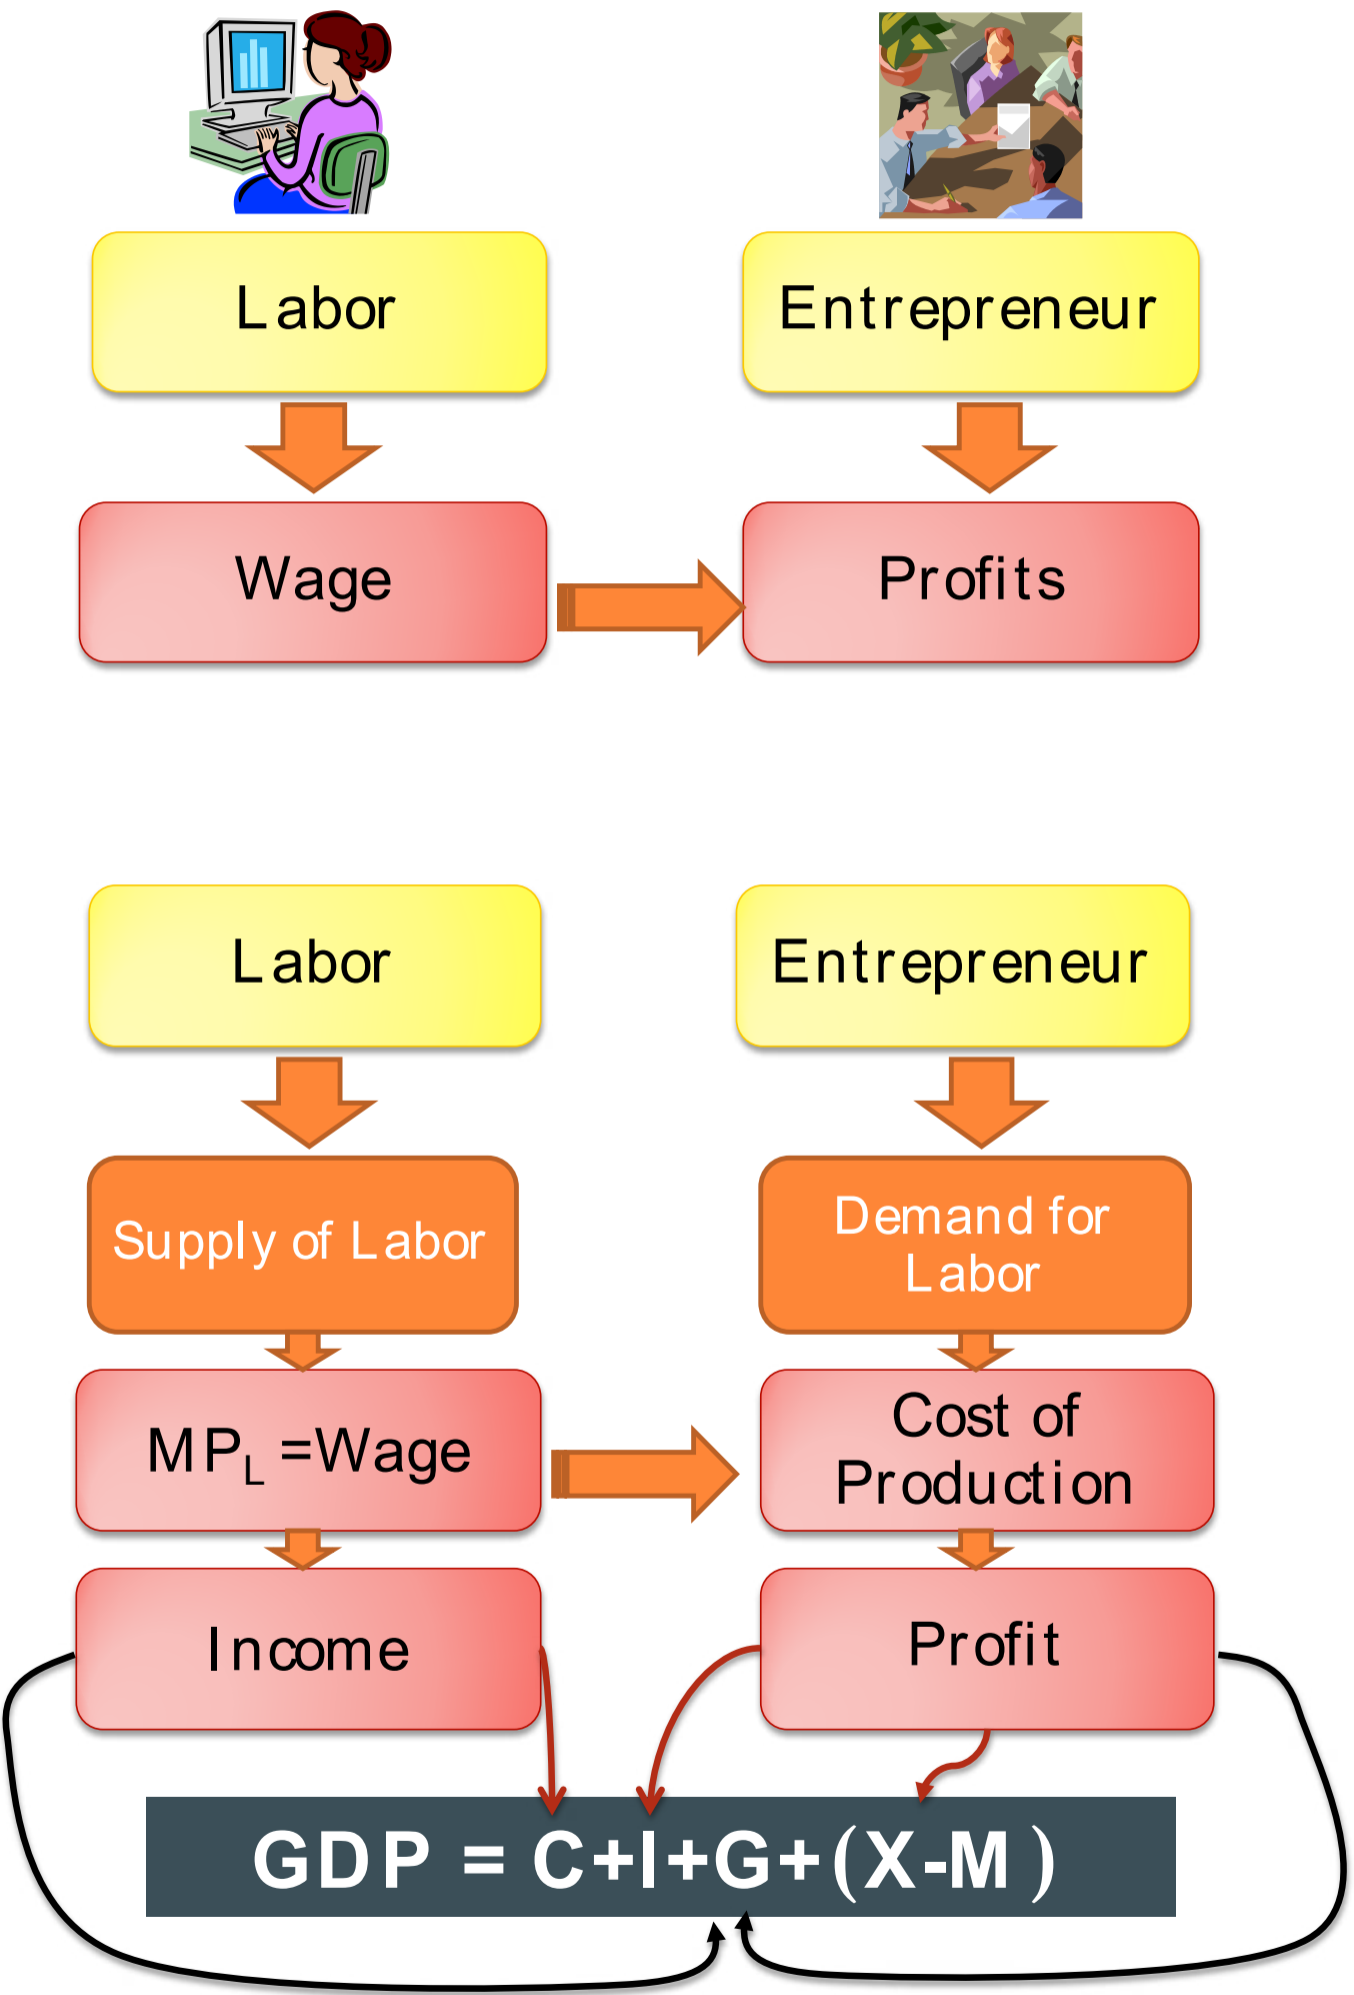 Labor
Entrepreneur
Wage
Profits
Labor
Entrepreneur
Supply of Labor
Demand for
Labor
MP_L =Wage
Cost of
Production
Income
Profit
GDP = C+I+G+(X-M )